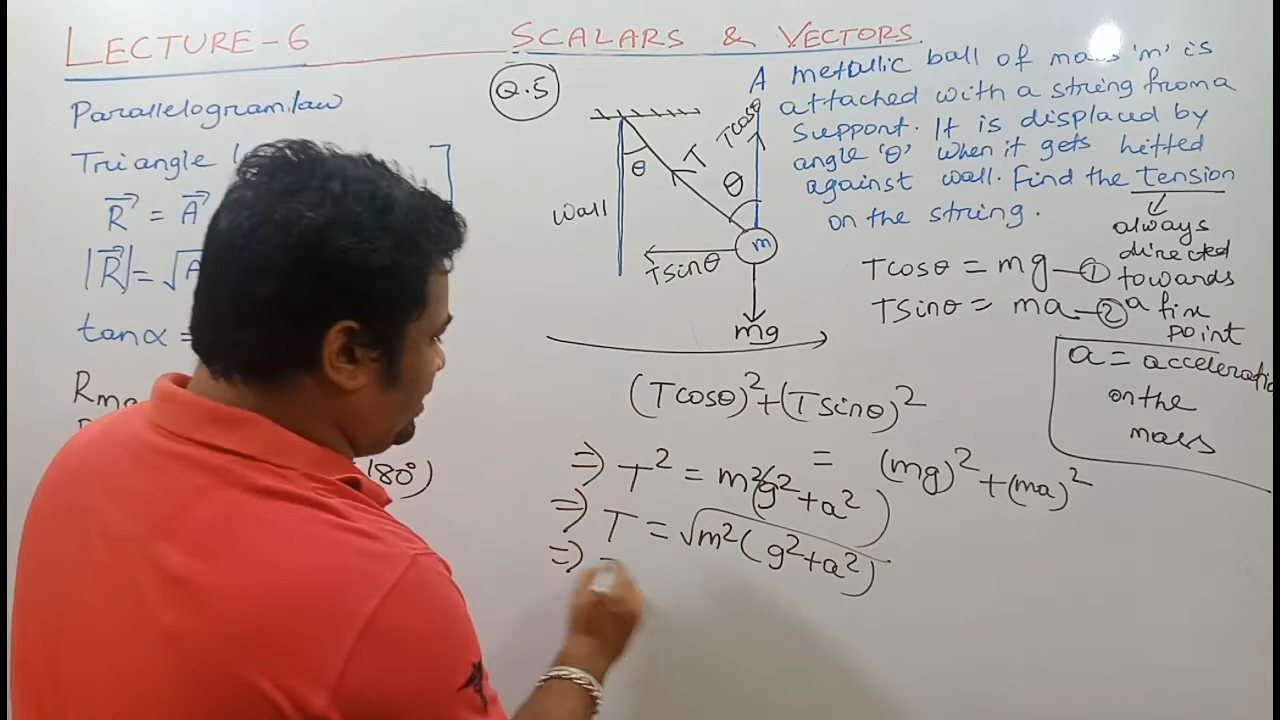 LECTURE-6
SCALARS & VECTORS
Parallelogram law
Triangle
R⃗ = A⃗
|R⃗| = √A
tanα =
180°)
Q.5
A metallic ball of mass 'm' is
attached with a string from a
support. It is displaced by
angle 'θ' when it gets hitted
against wall. Find the tension
on the string.
always
directed
towards
a fix
point
wall
θ
T
Tcosθ
θ
m
Tsinθ
mg
Tcosθ = mg — ①
Tsinθ = ma — ②
a = acceleration
on the
mass
(Tcosθ)² + (Tsinθ)²
= (mg)² + (ma)²
⇒ T² = m²(g² + a²)
⇒ T = √m²(g² + a²)
⇒